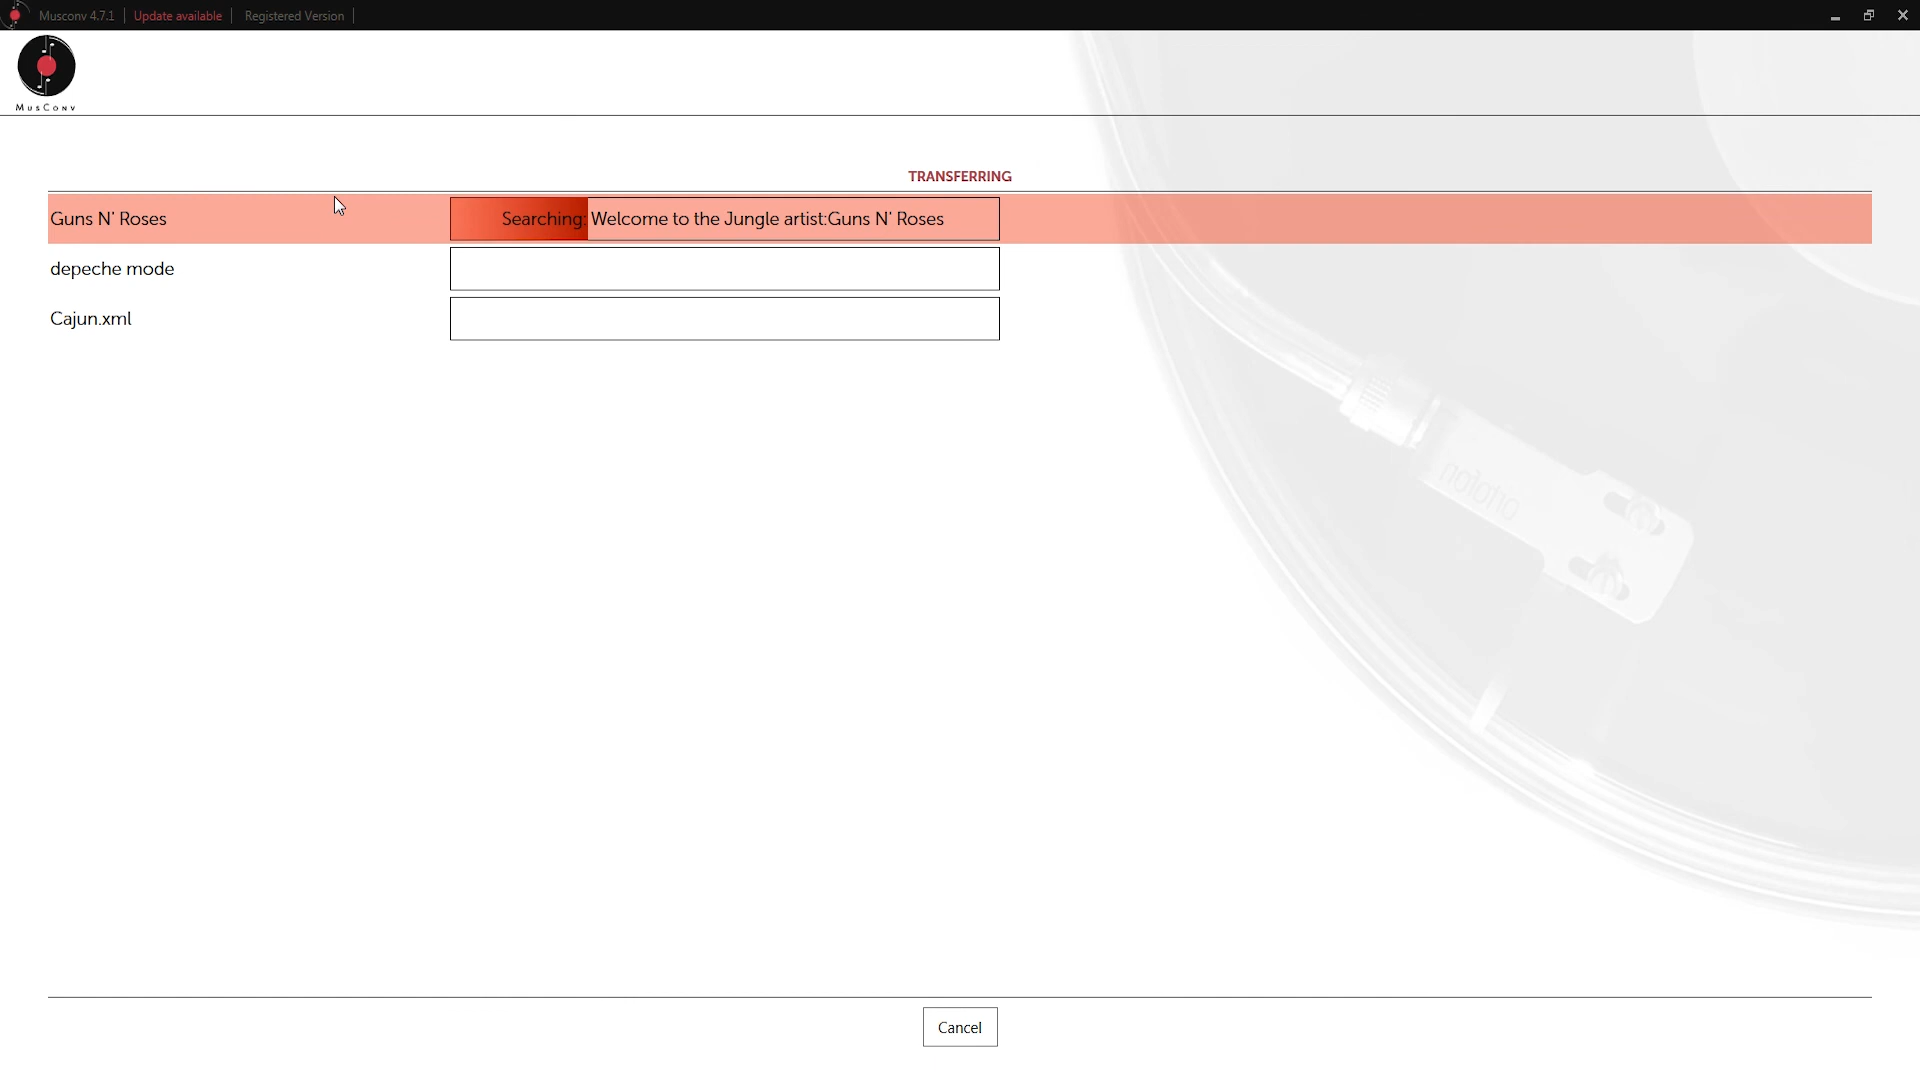 Musconv 4.7.1 | Update available | Registered Version |
MusConv
TRANSFERRING
Guns N' Roses Searching: Welcome to the Jungle artist:Guns N' Roses
depeche mode
Cajun.xml
ortofon
Cancel